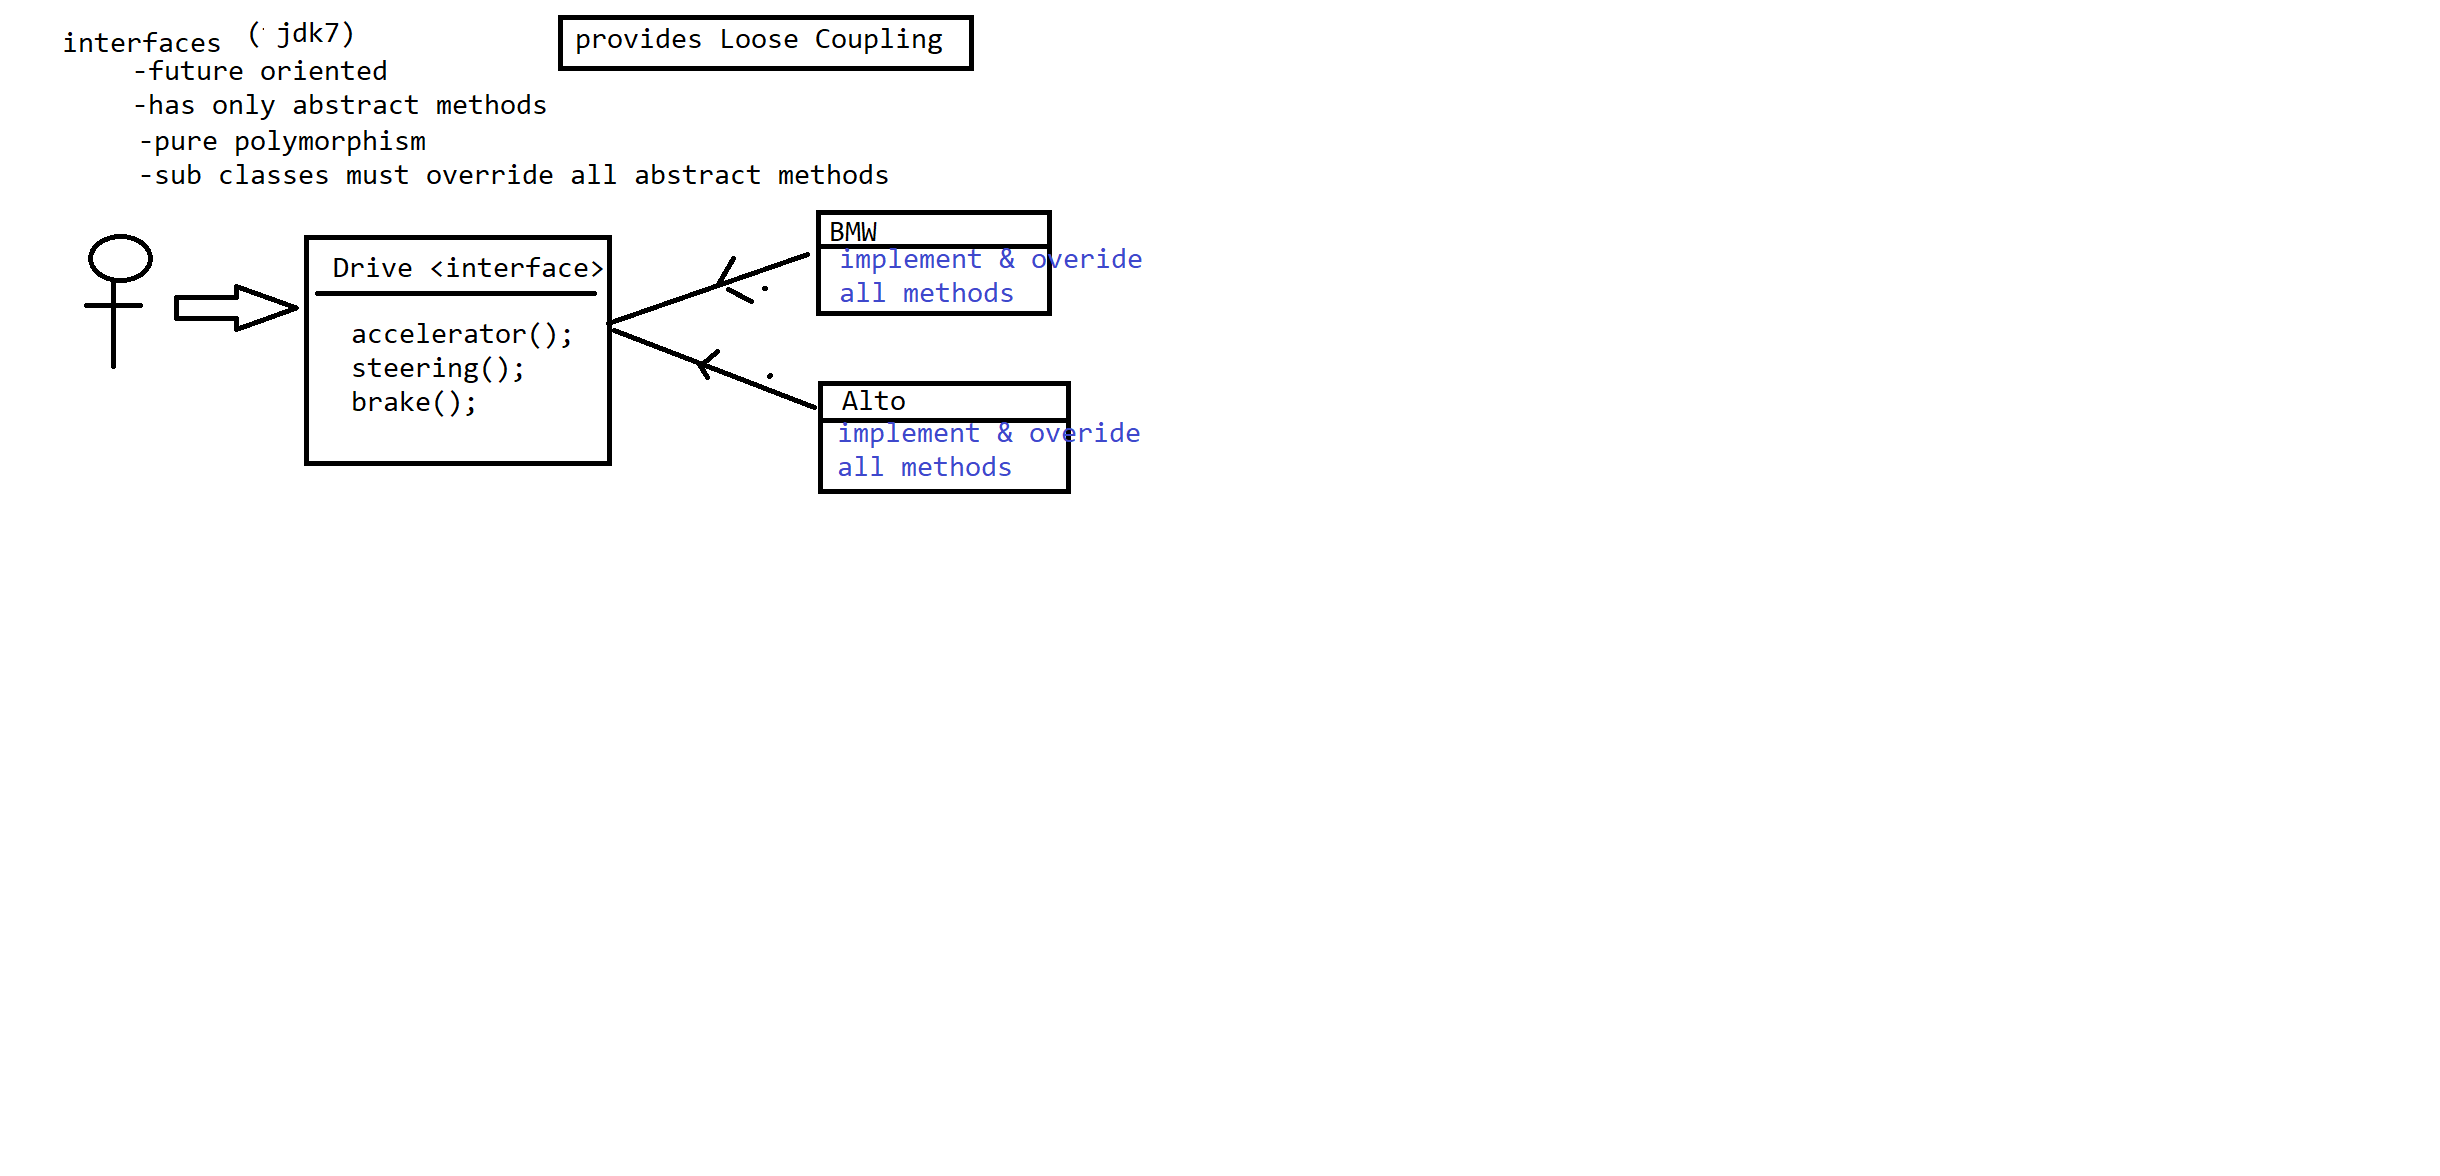 interfaces ( jdk7)
provides Loose Coupling
-future oriented
-has only abstract methods
-pure polymorphism
-sub classes must override all abstract methods
Drive <interface>
accelerator();
steering();
brake();
BMW
implement & overide
all methods
Alto
implement & overide
all methods